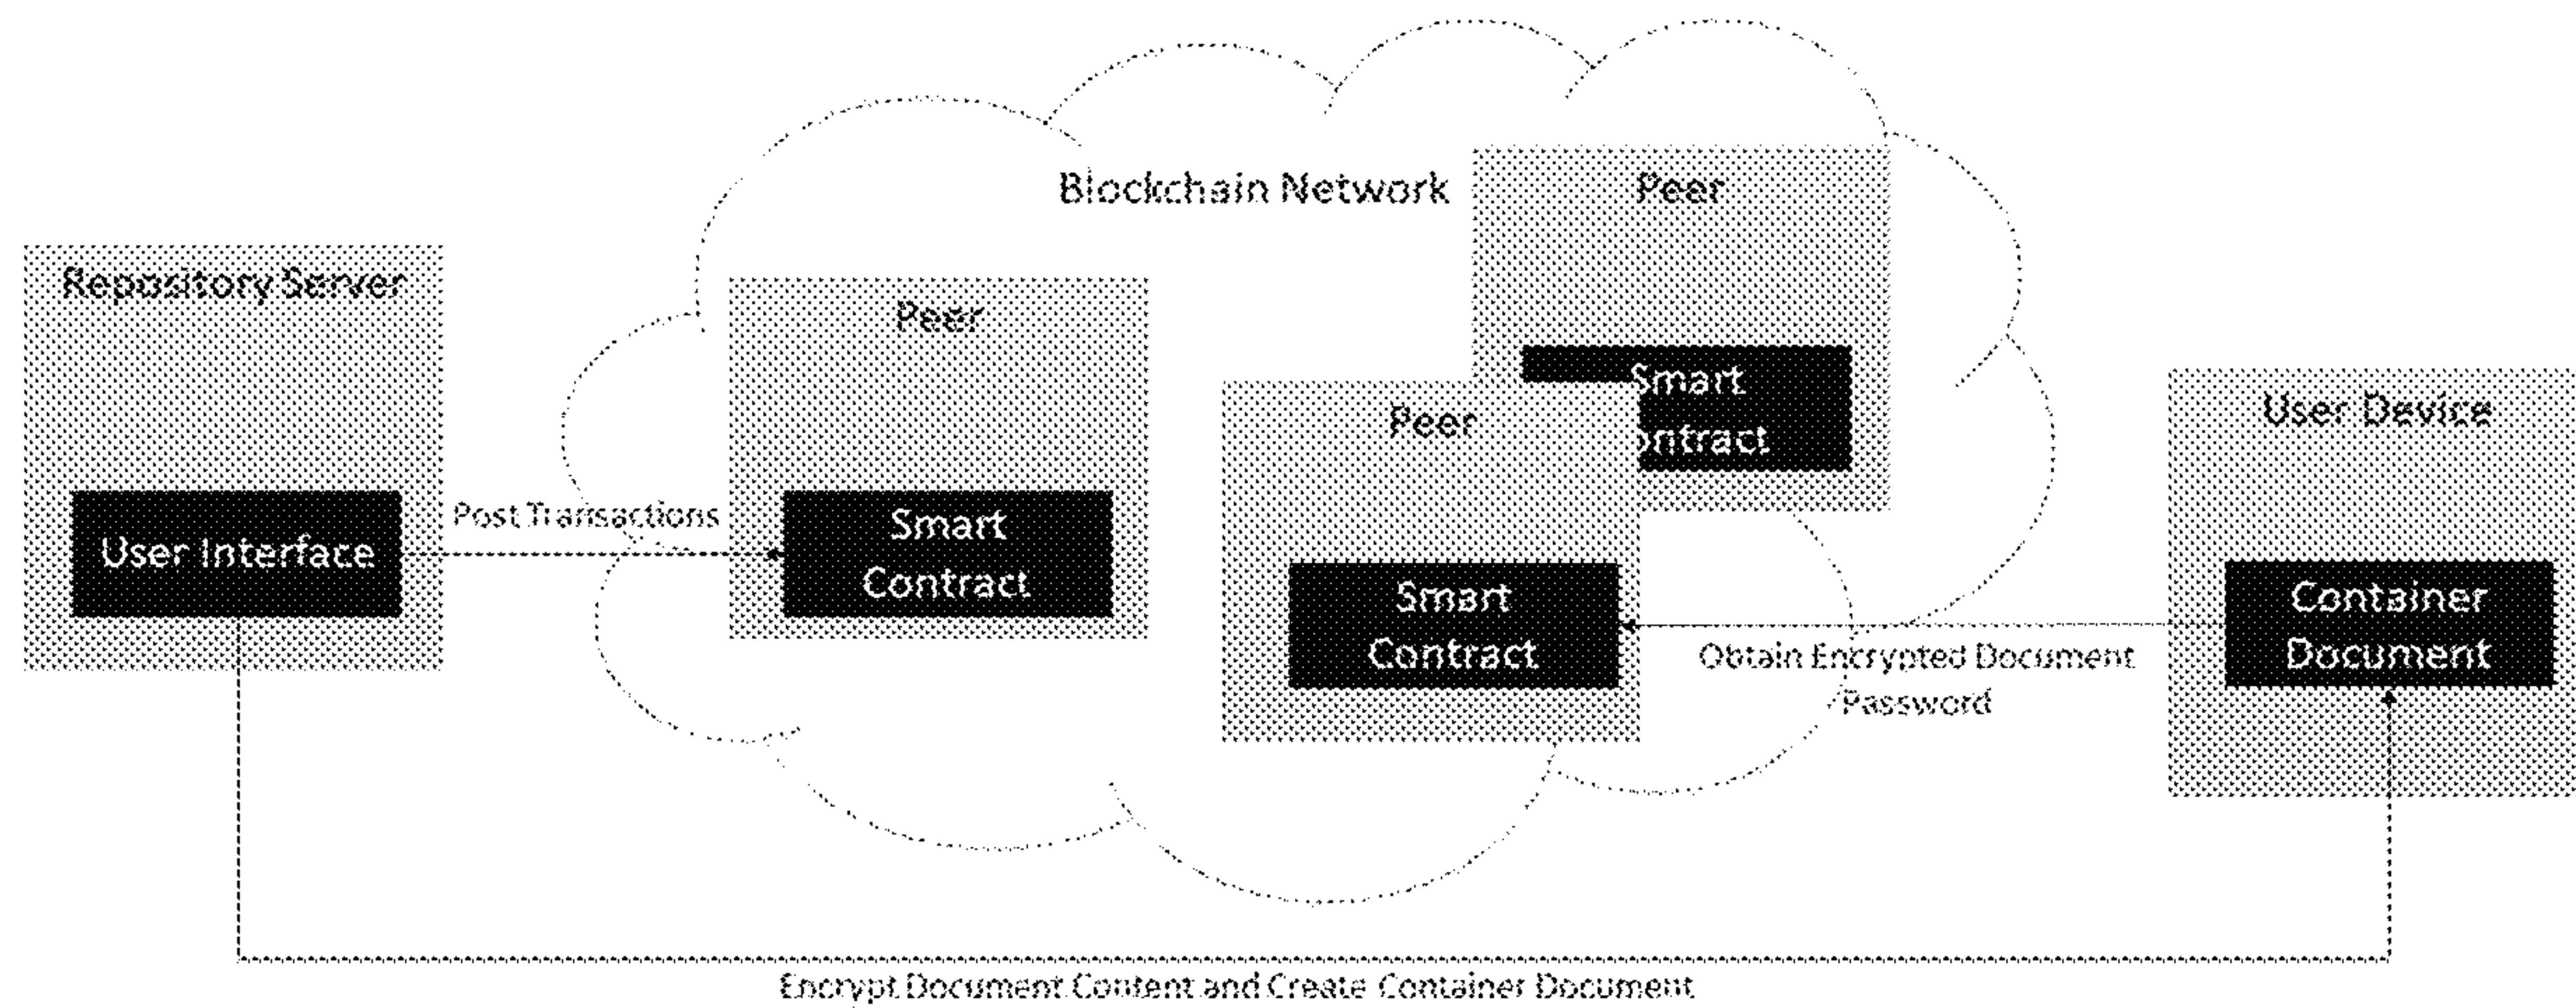 Blockchain Network
Peer
Repository Server
Peer
Smart
ontract
Peer
User Device
User Interface
Post Transactions
Smart
Contract
Smart
Contract
Container
Document
Obtain Encrypted Document
Password
Encrypt Document Content and Create Container Document